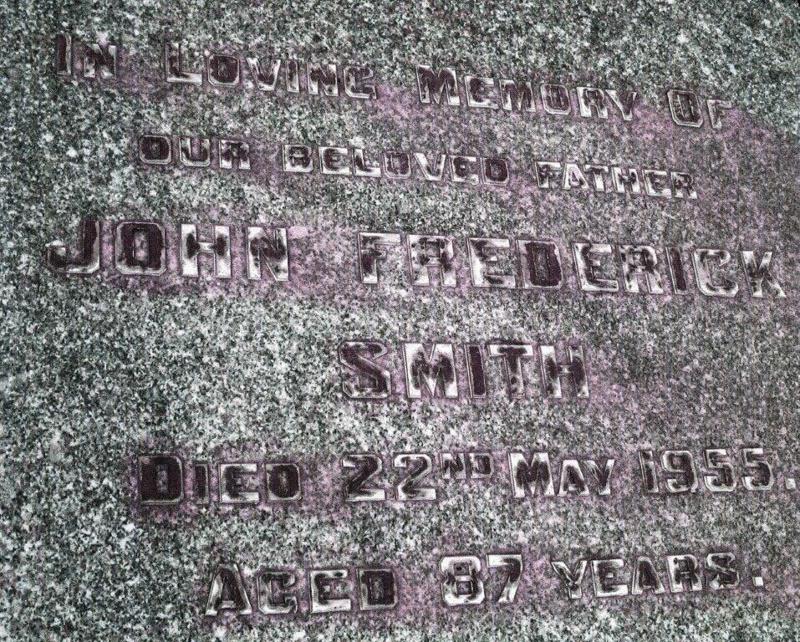 IN LOVING MEMORY OF
OUR BELOVED FATHER
JOHN FREDERICK
SMITH
DIED 22ND MAY 1955.
AGED 87 YEARS.